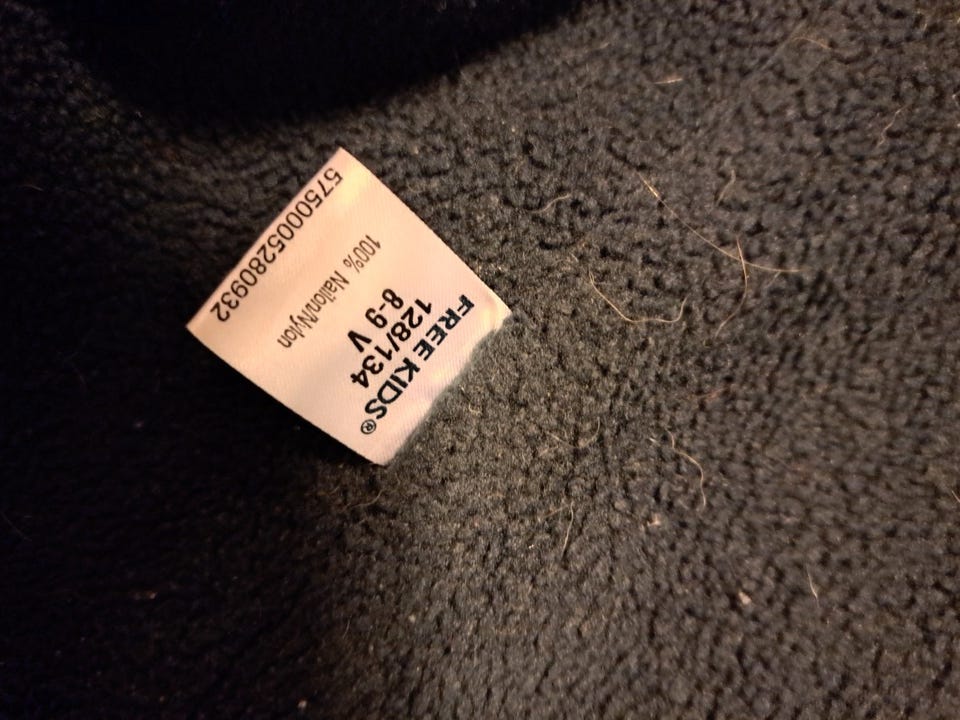 FREE KIDS®
128/134
8-9 V
100% Nailon/Nylon
5750005280932